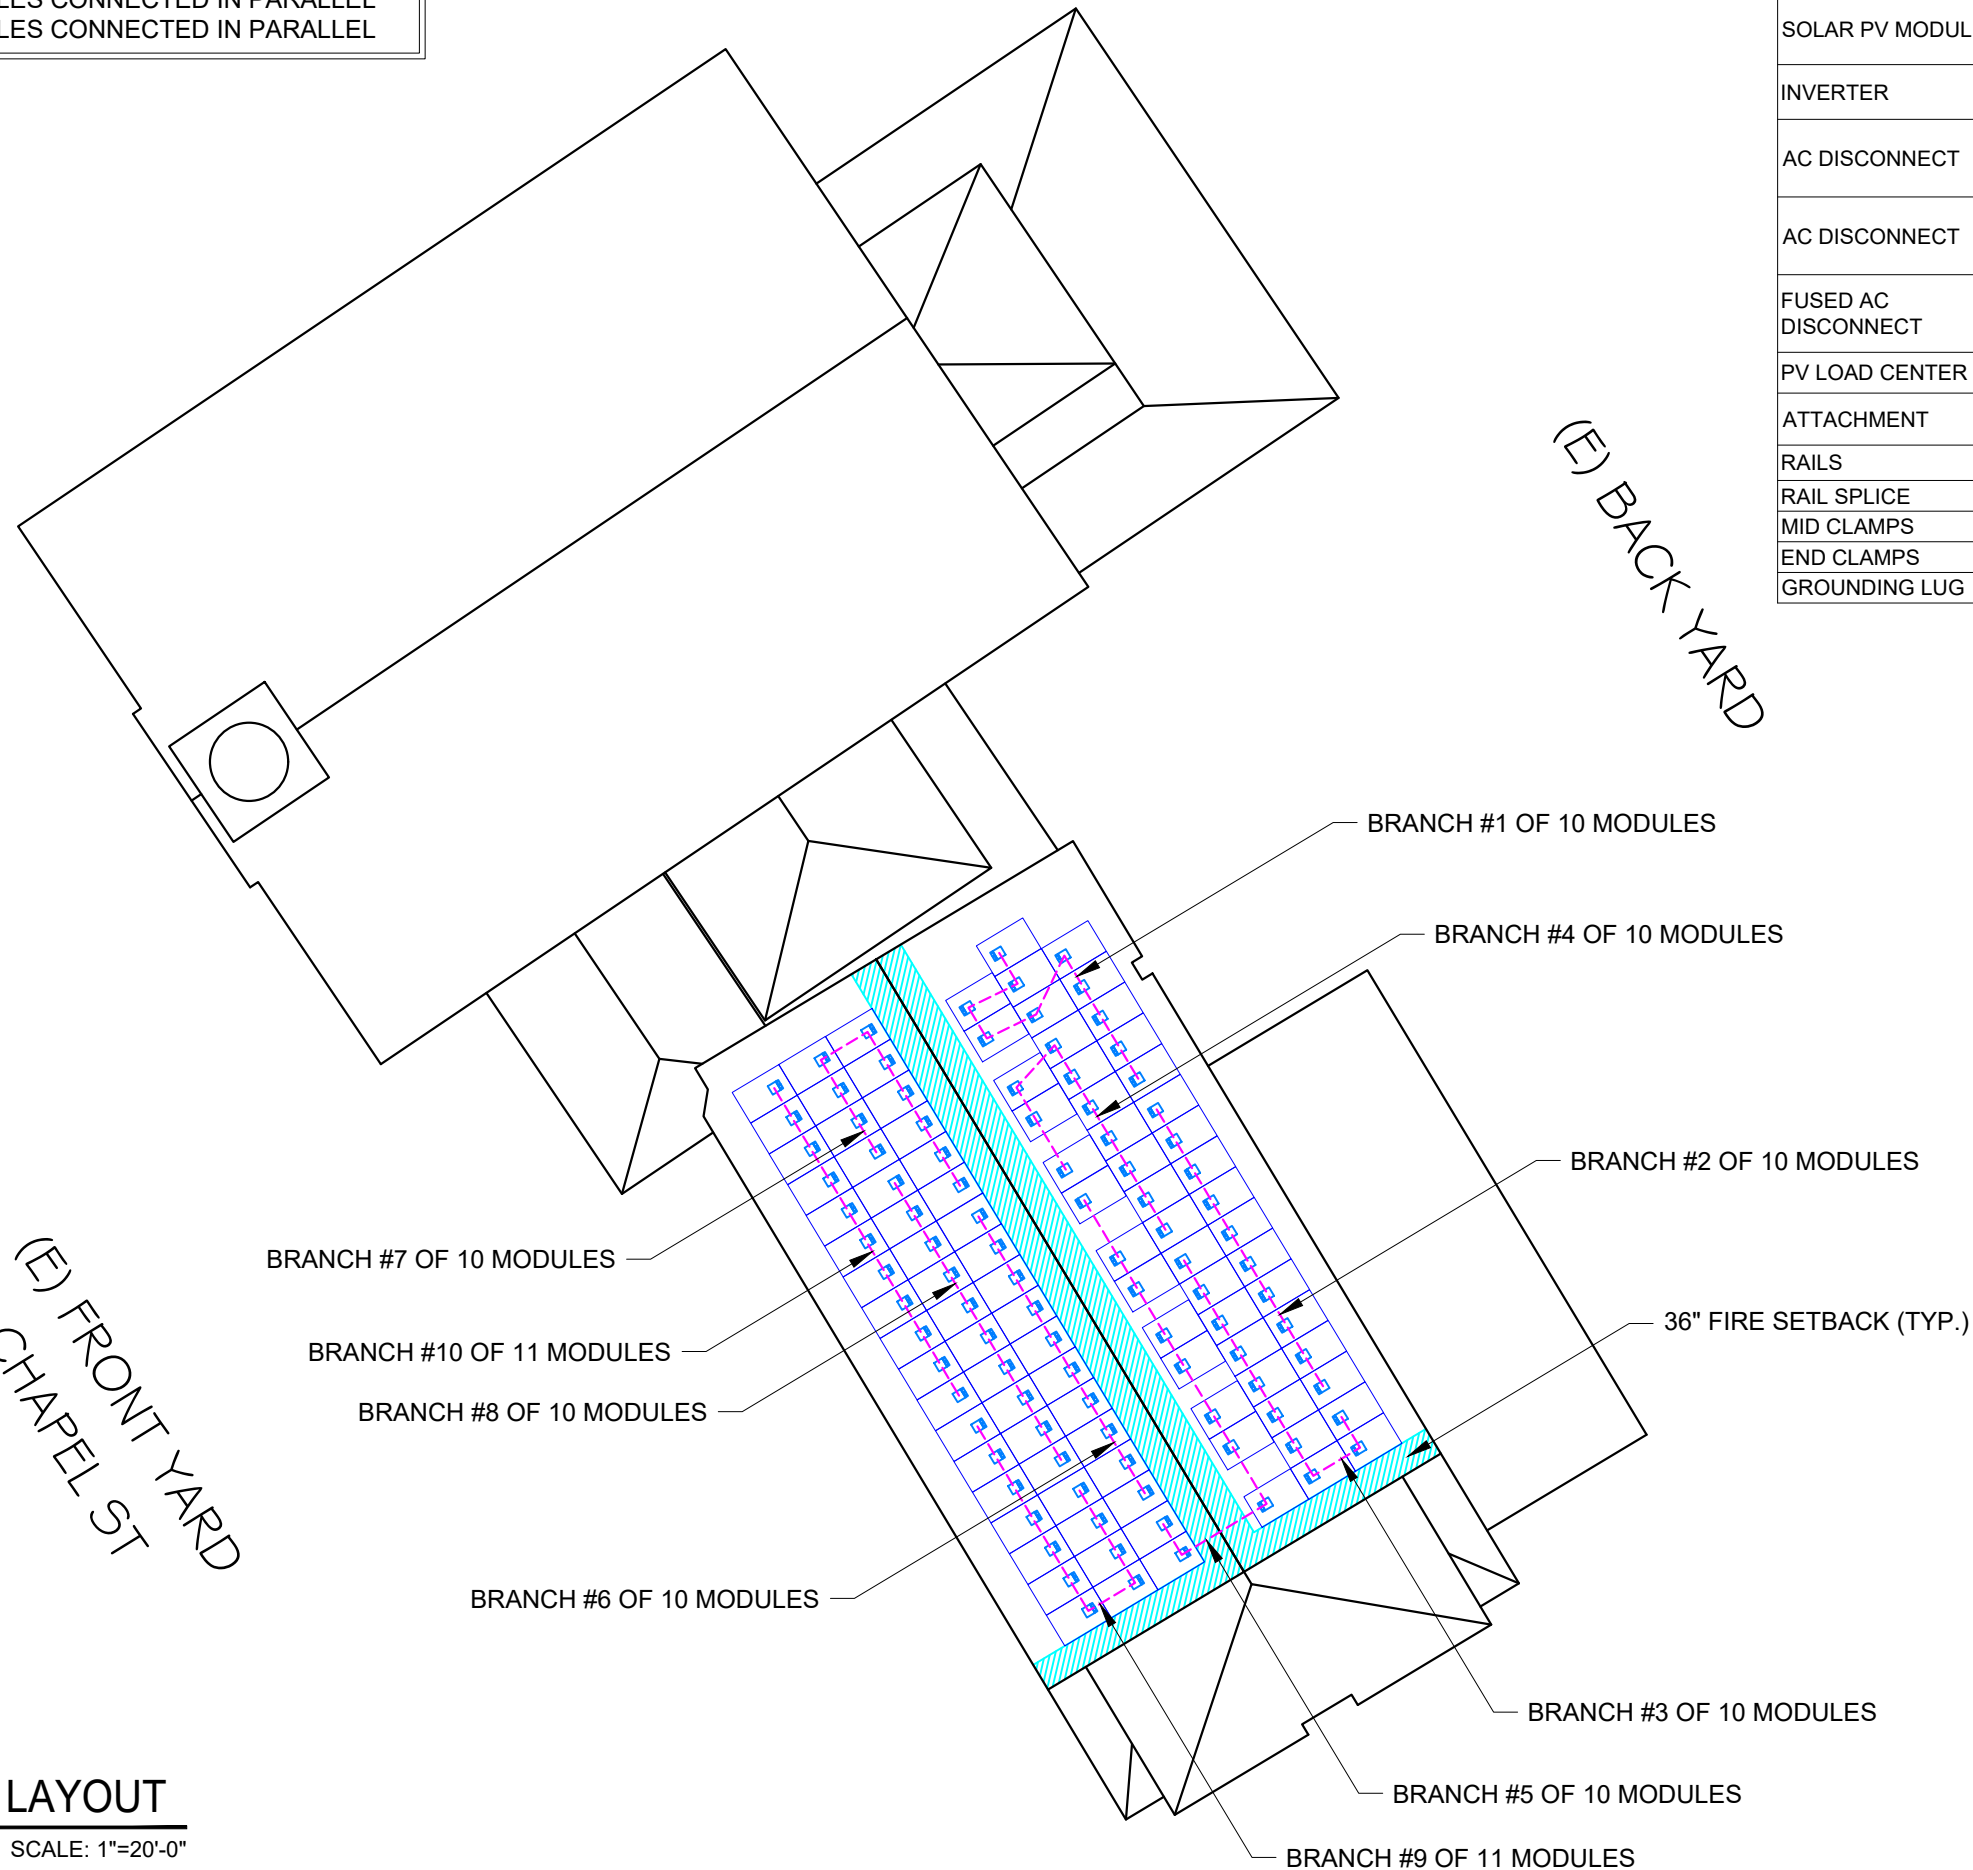 LES CONNECTED IN PARALLEL
LES CONNECTED IN PARALLEL
SOLAR PV MODUL
INVERTER
AC DISCONNECT
AC DISCONNECT
FUSED AC
DISCONNECT
PV LOAD CENTER
ATTACHMENT
RAILS
RAIL SPLICE
MID CLAMPS
END CLAMPS
GROUNDING LUG
(E) BACK YARD
BRANCH #1 OF 10 MODULES
BRANCH #4 OF 10 MODULES
BRANCH #2 OF 10 MODULES
36" FIRE SETBACK (TYP.)
BRANCH #7 OF 10 MODULES
BRANCH #10 OF 11 MODULES
BRANCH #8 OF 10 MODULES
BRANCH #6 OF 10 MODULES
(E) FRONT YARD
CHAPEL ST
BRANCH #3 OF 10 MODULES
BRANCH #5 OF 10 MODULES
BRANCH #9 OF 11 MODULES
LAYOUT
SCALE: 1"=20'-0"